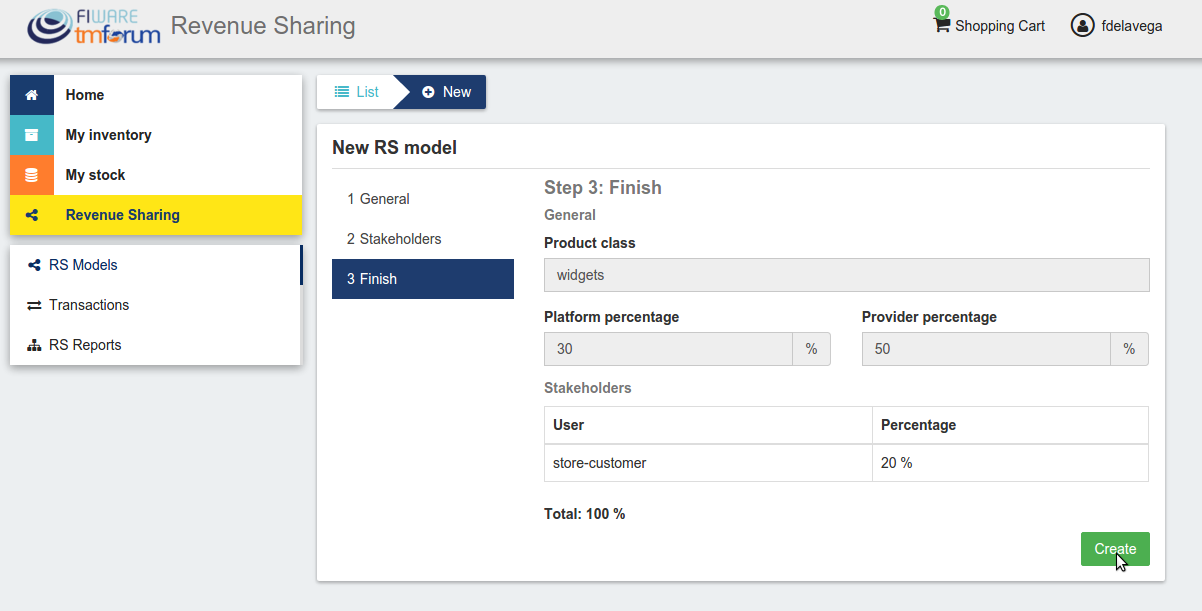 FIWARE
tmforum
Revenue Sharing
0
Shopping Cart
fdelavega
Home
My inventory
My stock
Revenue Sharing
RS Models
Transactions
RS Reports
List
New
New RS model
1 General
2 Stakeholders
3 Finish
Step 3: Finish
General
Product class
widgets
Platform percentage
Provider percentage
30 %
50 %
Stakeholders
User Percentage
store-customer 20 %
Total: 100 %
Create